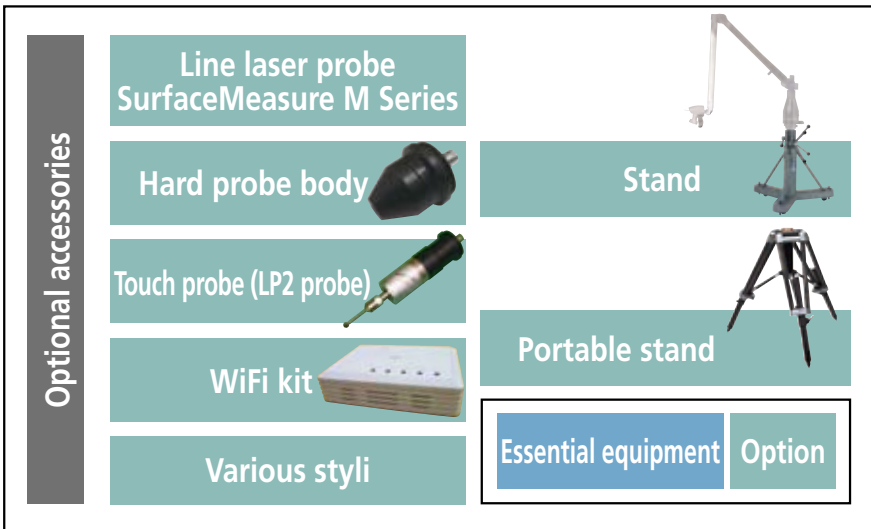 Optional accessories
Line laser probe
SurfaceMeasure M Series
Hard probe body
Touch probe (LP2 probe)
WiFi kit
Various styli
Stand
Portable stand
Essential equipment
Option